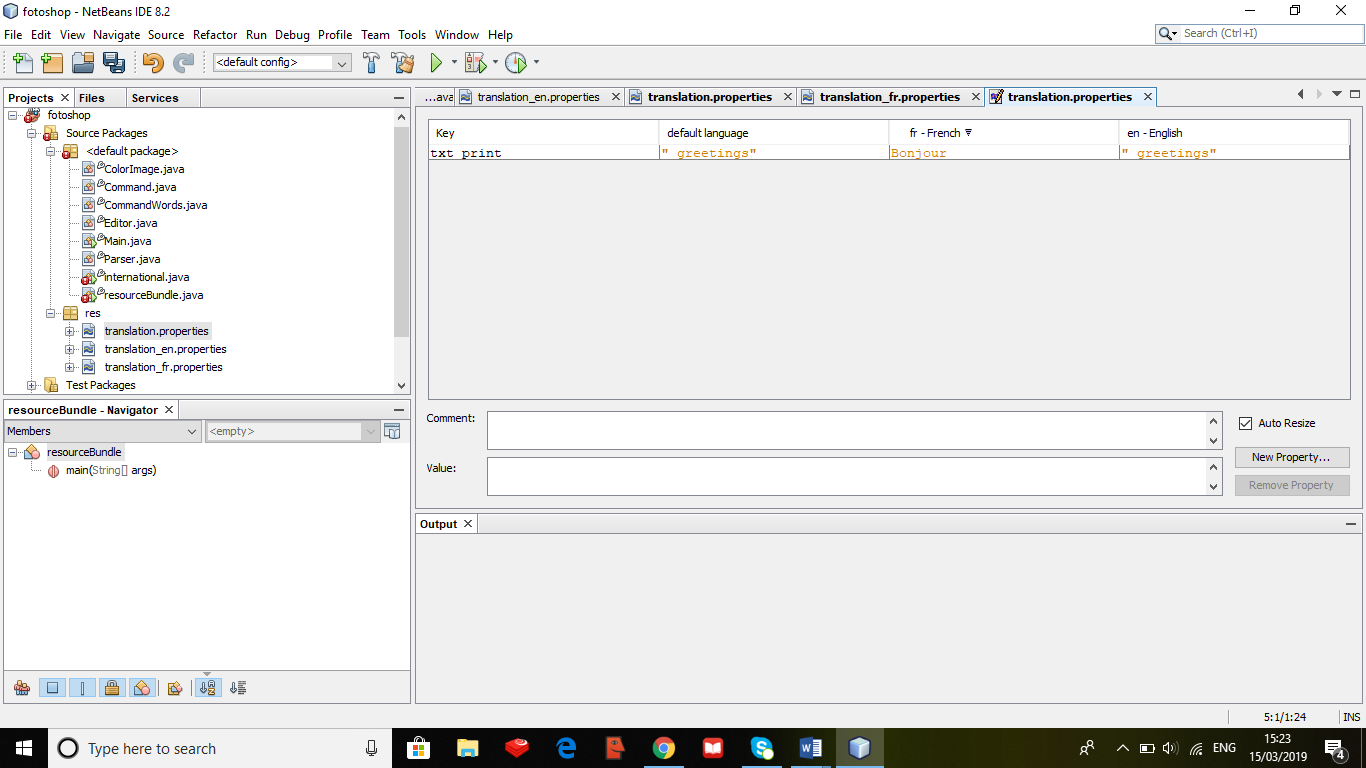 fotoshop - NetBeans IDE 8.2
File Edit View Navigate Source Refactor Run Debug Profile Team Tools Window Help
Search (Ctrl+I)
<default config>
Projects Files Services
...ava translation_en.properties translation.properties translation_fr.properties translation.properties
fotoshop
Source Packages
<default package>
ColorImage.java
Command.java
CommandWords.java
Editor.java
Main.java
Parser.java
international.java
resourceBundle.java
res
translation.properties
translation_en.properties
translation_fr.properties
Test Packages
Key default language fr - French en - English
txt print " greetings" Bonjour " greetings"
resourceBundle - Navigator
Members <empty>
resourceBundle
main(String[] args)
Comment:
Auto Resize
Value:
New Property...
Remove Property
Output
5:1/1:24 INS
Type here to search
ENG
15:23
15/03/2019
4